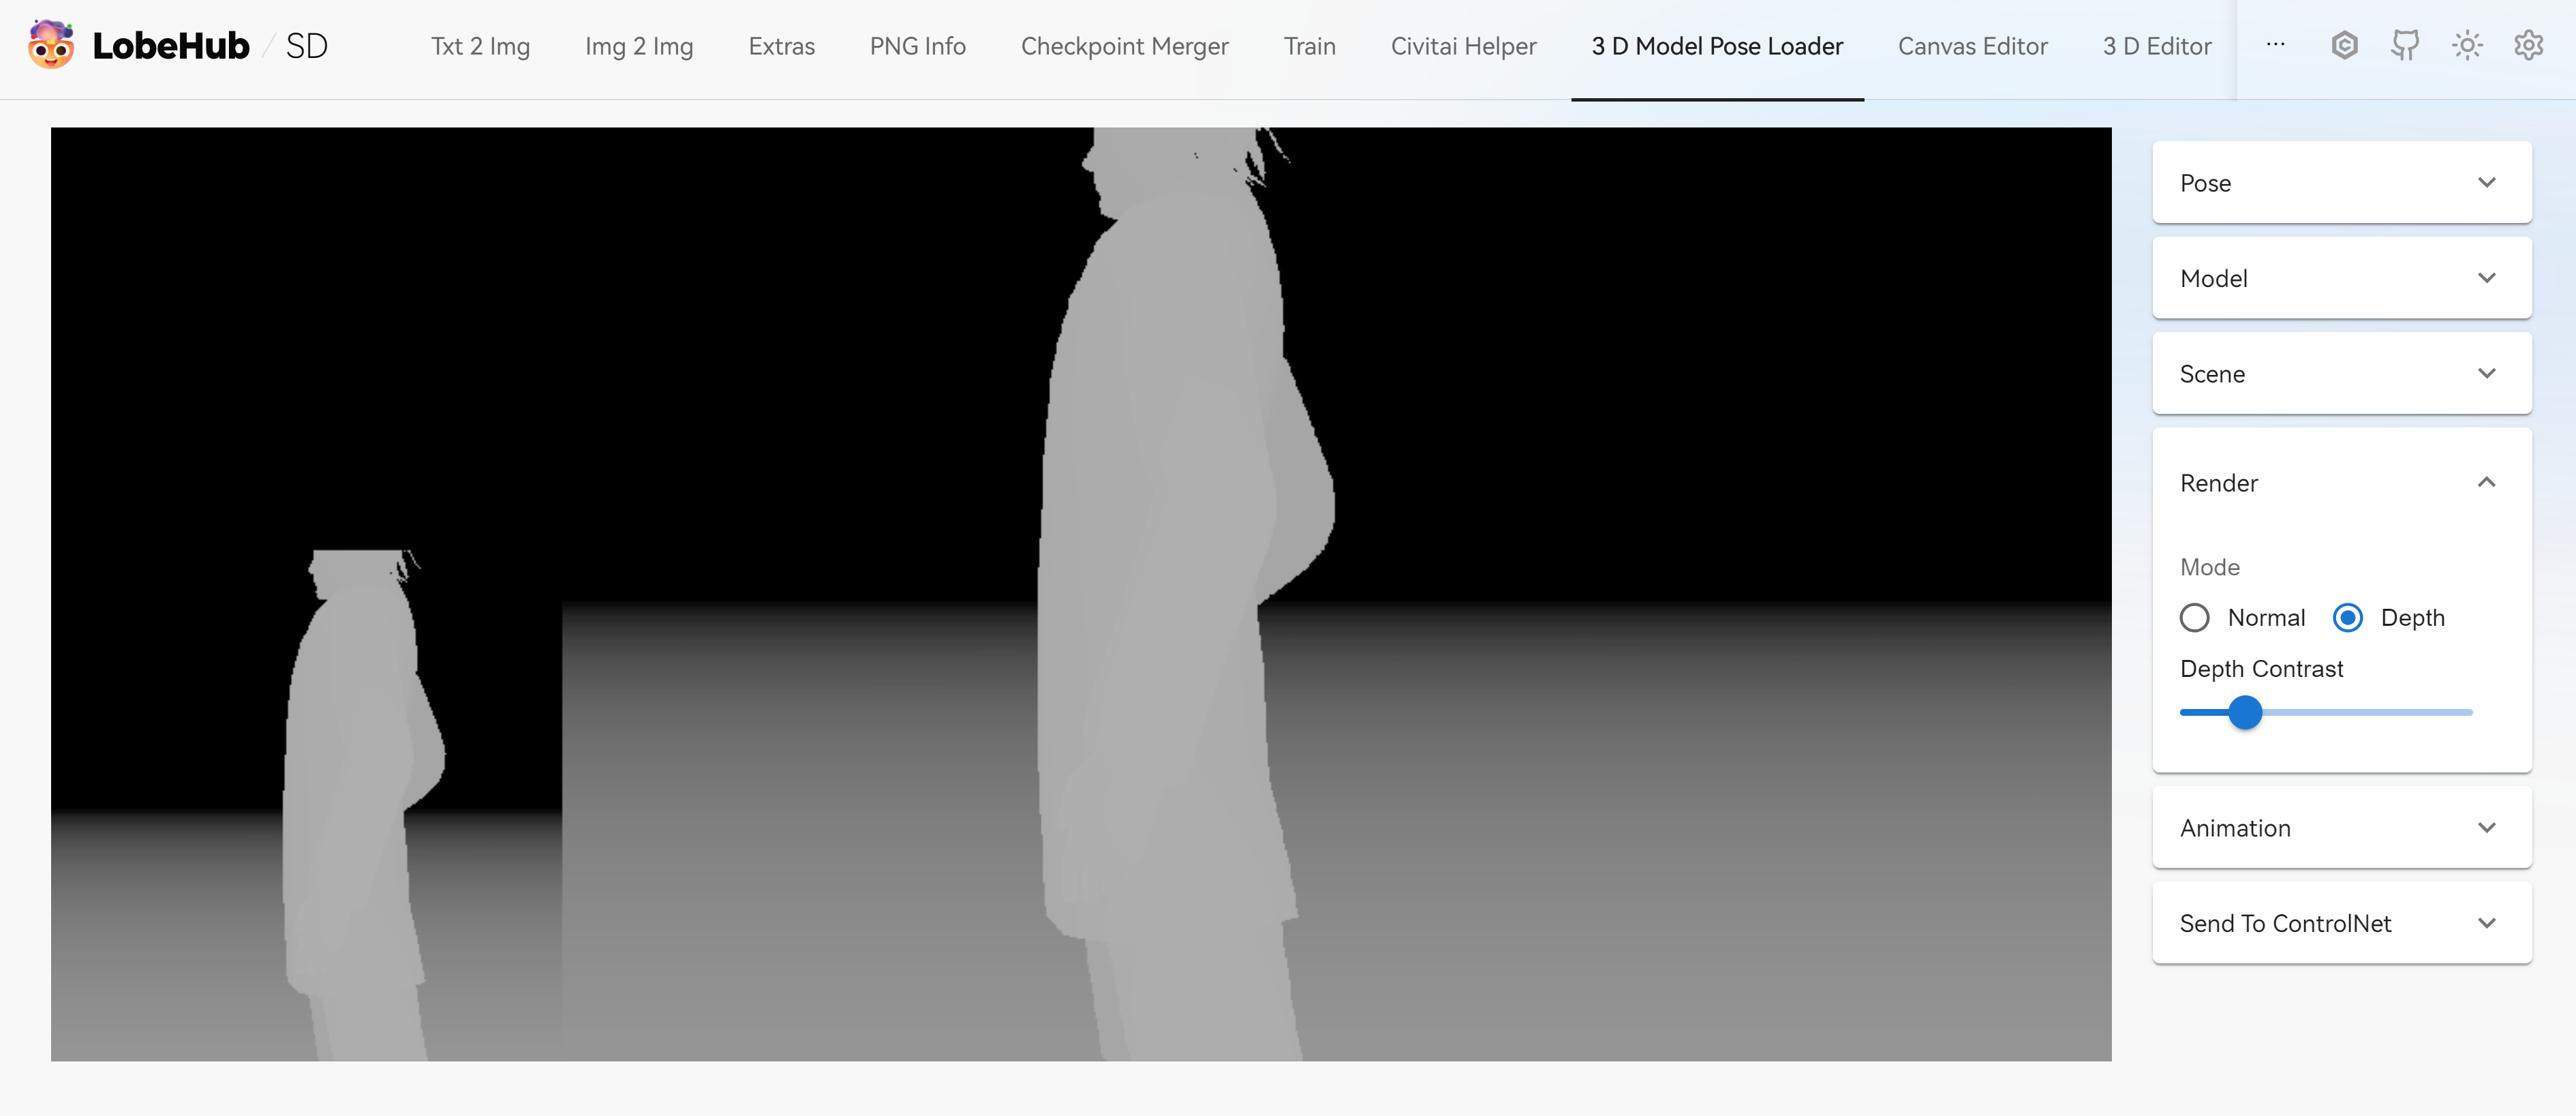 LobeHub / SD Txt 2 Img Img 2 Img Extras PNG Info Checkpoint Merger Train Civitai Helper 3 D Model Pose Loader Canvas Editor 3 D Editor ...
Pose
Model
Scene
Render
Mode
Normal Depth
Depth Contrast
Animation
Send To ControlNet